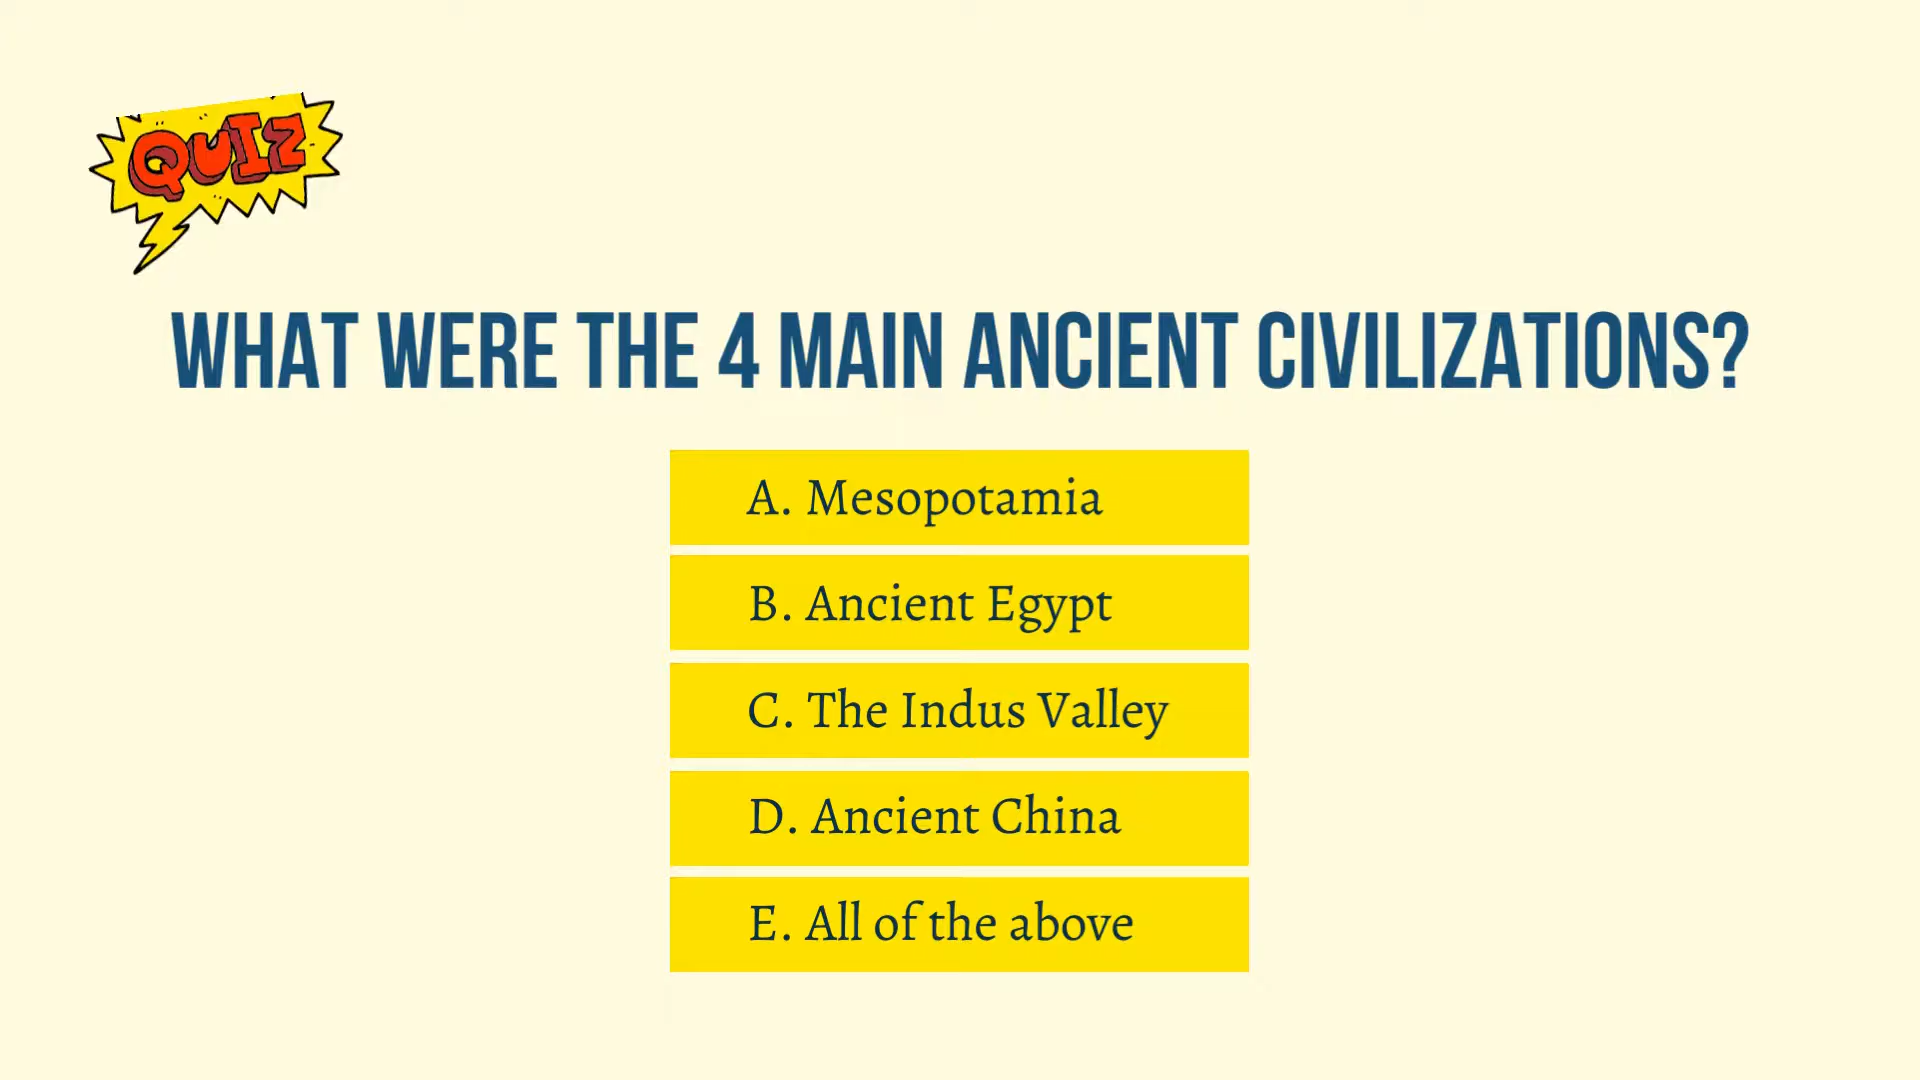 QUIZ
WHAT WERE THE 4 MAIN ANCIENT CIVILIZATIONS?
A. Mesopotamia
B. Ancient Egypt
C. The Indus Valley
D. Ancient China
E. All of the above